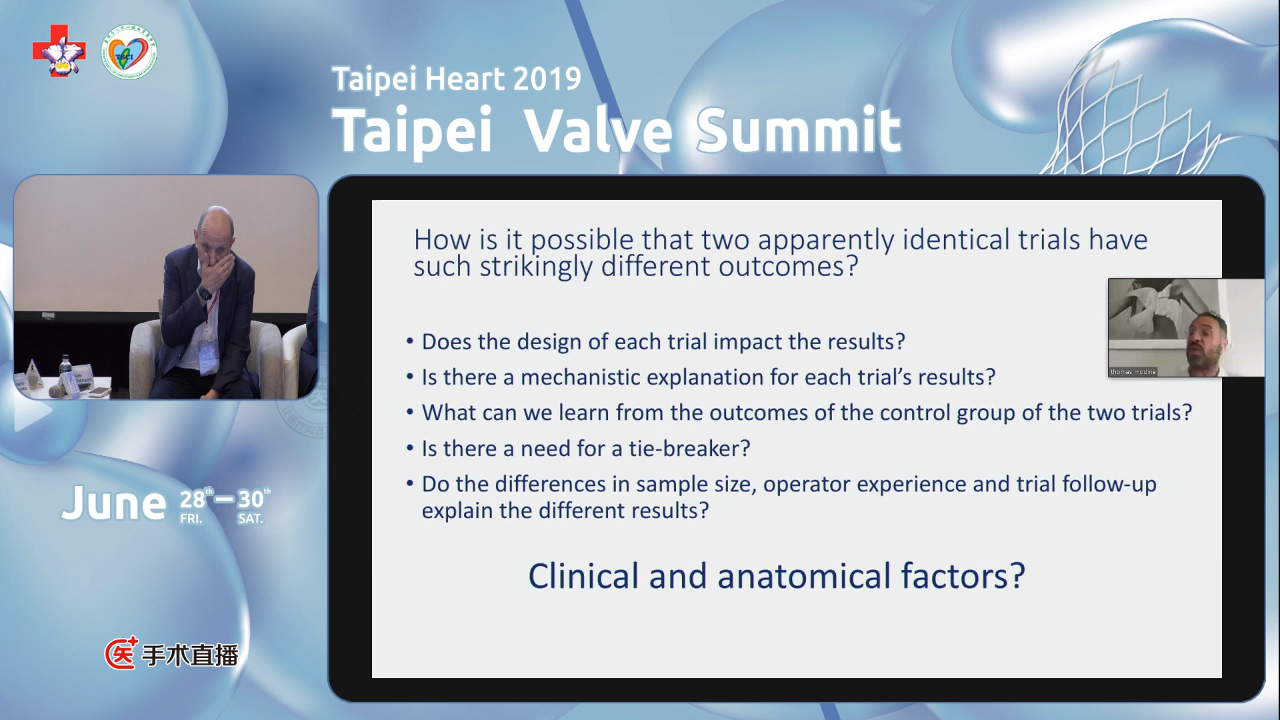 Taipei Heart 2019
Taipei Valve Summit
How is it possible that two apparently identical trials have
such strikingly different outcomes?
• Does the design of each trial impact the results?
• Is there a mechanistic explanation for each trial's results?
• What can we learn from the outcomes of the control group of the two trials?
• Is there a need for a tie-breaker?
• Do the differences in sample size, operator experience and trial follow-up
explain the different results?
Clinical and anatomical factors?
thomas modine
June 28th–30th
FRI. SAT.
医 手术直播